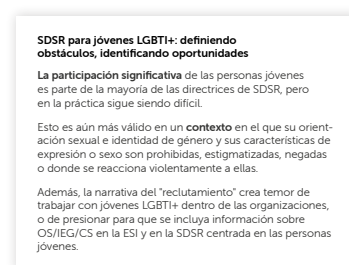 SDSR para jóvenes LGBTI+: definiendo
obstáculos, identificando oportunidades
La participación significativa de las personas jóvenes
es parte de la mayoría de las directrices de SDSR, pero
en la práctica sigue siendo difícil.
Esto es aún más válido en un contexto en el que su orient-
ación sexual e identidad de género y sus características de
expresión o sexo son prohibidas, estigmatizadas, negadas
o donde se reacciona violentamente a ellas.
Además, la narrativa del "reclutamiento" crea temor de
trabajar con jóvenes LGBTI+ dentro de las organizaciones,
o de presionar para que se incluya información sobre
OS/IEG/CS en la ESI y en la SDSR centrada en las personas
jóvenes.